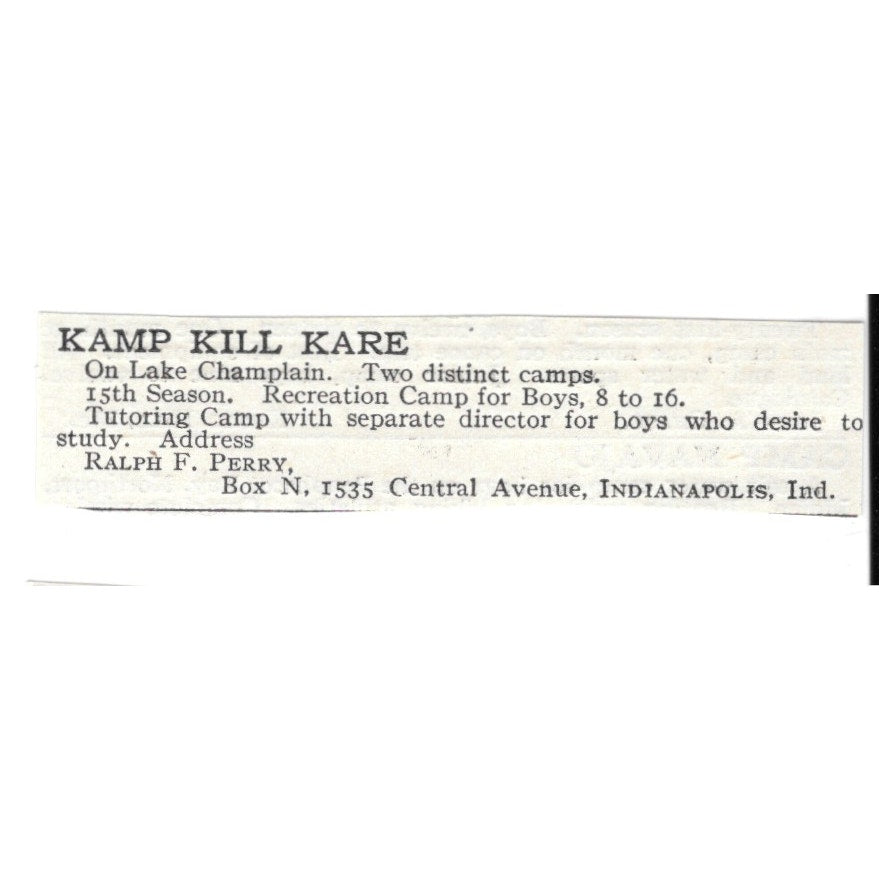 KAMP KILL KARE
On Lake Champlain. Two distinct camps.
15th Season. Recreation Camp for Boys, 8 to 16.
Tutoring Camp with separate director for boys who desire to
study. Address
RALPH F. PERRY,
Box N, 1535 Central Avenue, INDIANAPOLIS, Ind.